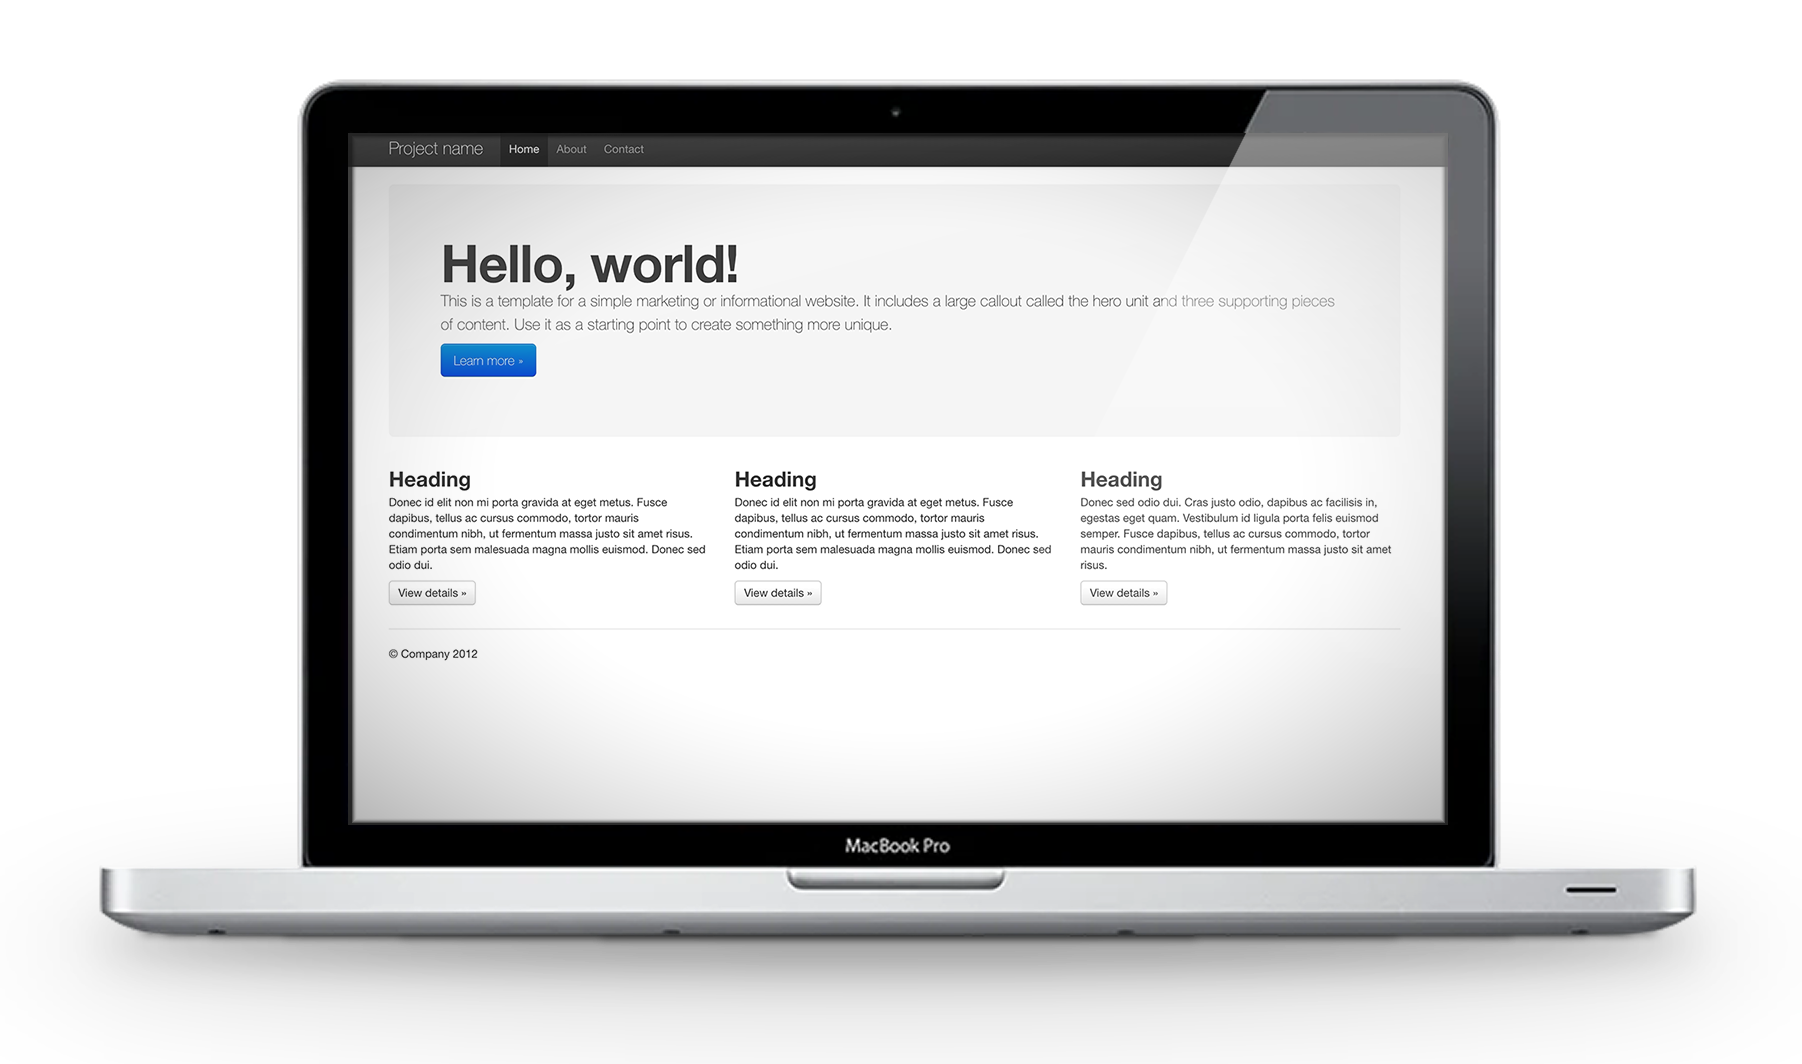 Project name Home About Contact
Hello, world!
This is a template for a simple marketing or informational website. It includes a large callout called the hero unit and three supporting pieces
of content. Use it as a starting point to create something more unique.
Learn more »
Heading
Donec id elit non mi porta gravida at eget metus. Fusce
dapibus, tellus ac cursus commodo, tortor mauris
condimentum nibh, ut fermentum massa justo sit amet risus.
Etiam porta sem malesuada magna mollis euismod. Donec sed
odio dui.
View details »
Heading
Donec id elit non mi porta gravida at eget metus. Fusce
dapibus, tellus ac cursus commodo, tortor mauris
condimentum nibh, ut fermentum massa justo sit amet risus.
Etiam porta sem malesuada magna mollis euismod. Donec sed
odio dui.
View details »
Heading
Donec sed odio dui. Cras justo odio, dapibus ac facilisis in,
egestas eget quam. Vestibulum id ligula porta felis euismod
semper. Fusce dapibus, tellus ac cursus commodo, tortor
mauris condimentum nibh, ut fermentum massa justo sit amet
risus.
View details »
© Company 2012
MacBook Pro